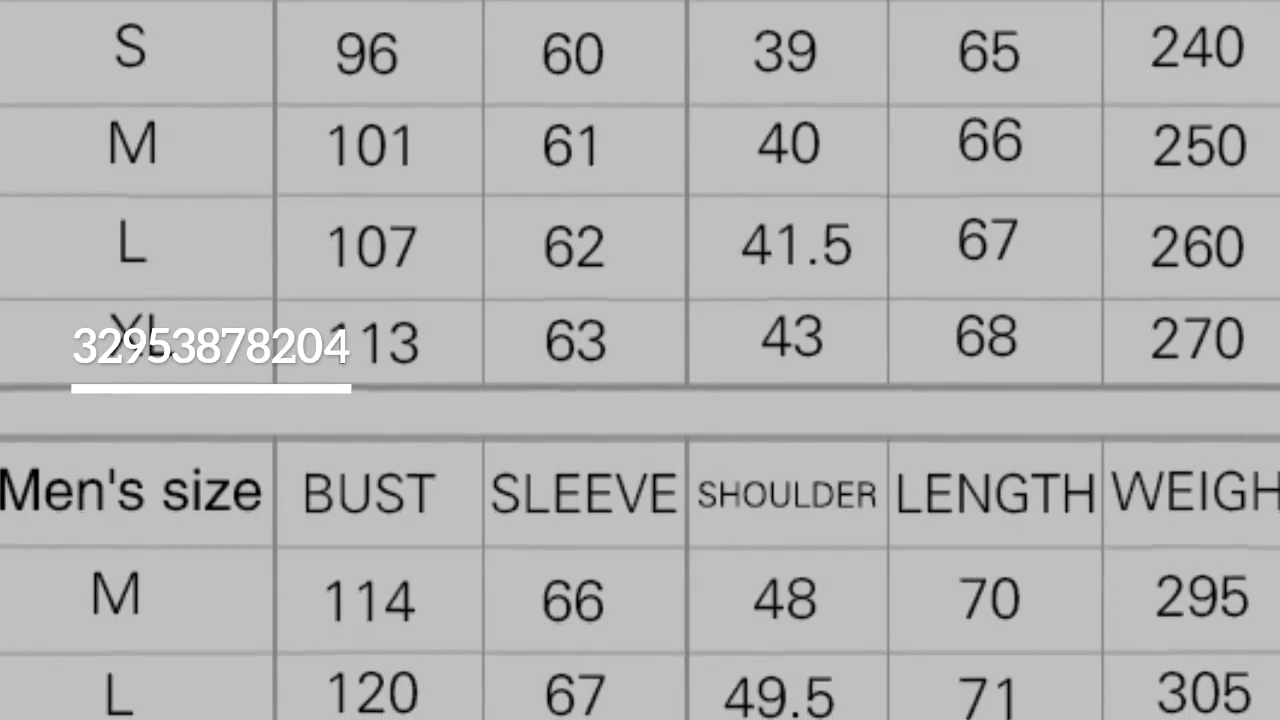 S 96 60 39 65 240
M 101 61 40 66 250
L 107 62 41.5 67 260
XL 113 63 43 68 270
32953878204
Men's size BUST SLEEVE SHOULDER LENGTH WEIGH
M 114 66 48 70 295
L 120 67 49.5 71 305